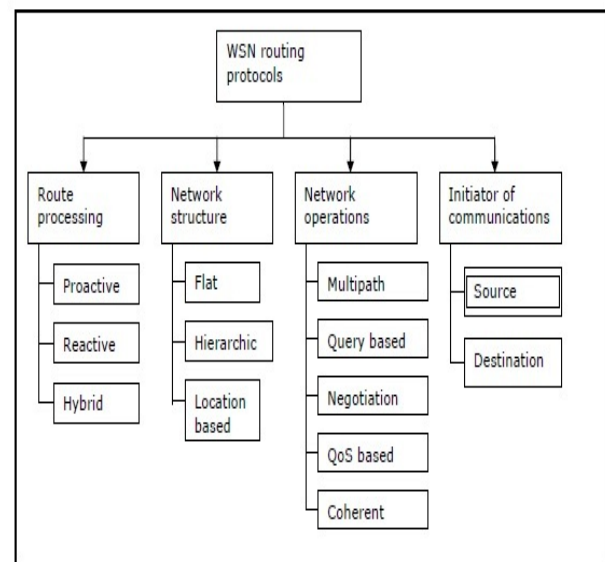 WSN routing
protocols
Route
processing
Network
structure
Network
operations
Initiator of
communications
Proactive
Reactive
Hybrid
Flat
Hierarchic
Location
based
Multipath
Query based
Negotiation
QoS based
Coherent
Source
Destination